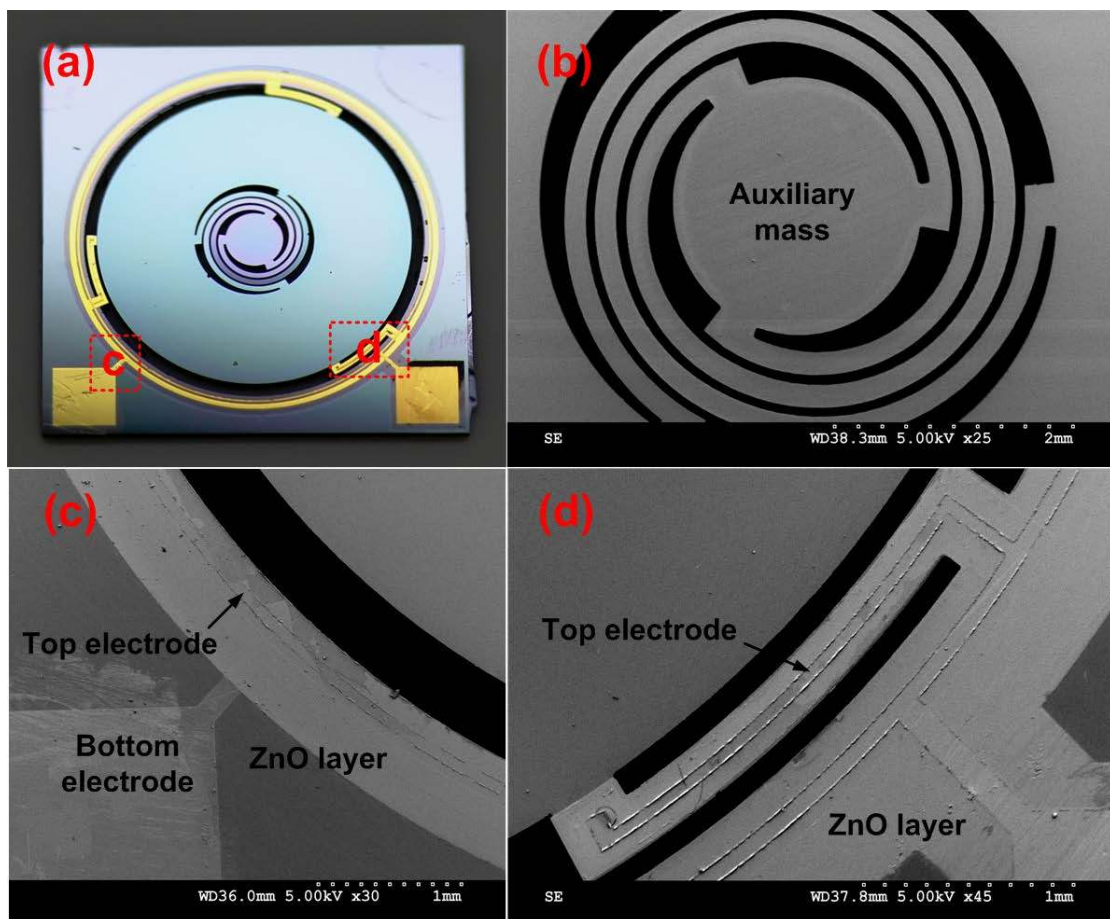 (a)
c
d
(b)
Auxiliary
mass
SE
WD38.3mm 5.00kV x25 2mm
(c)
Top electrode
Bottom
electrode
ZnO layer
WD36.0mm 5.00kV x30 1mm
(d)
Top electrode
ZnO layer
SE
WD37.8mm 5.00kV x45 1mm